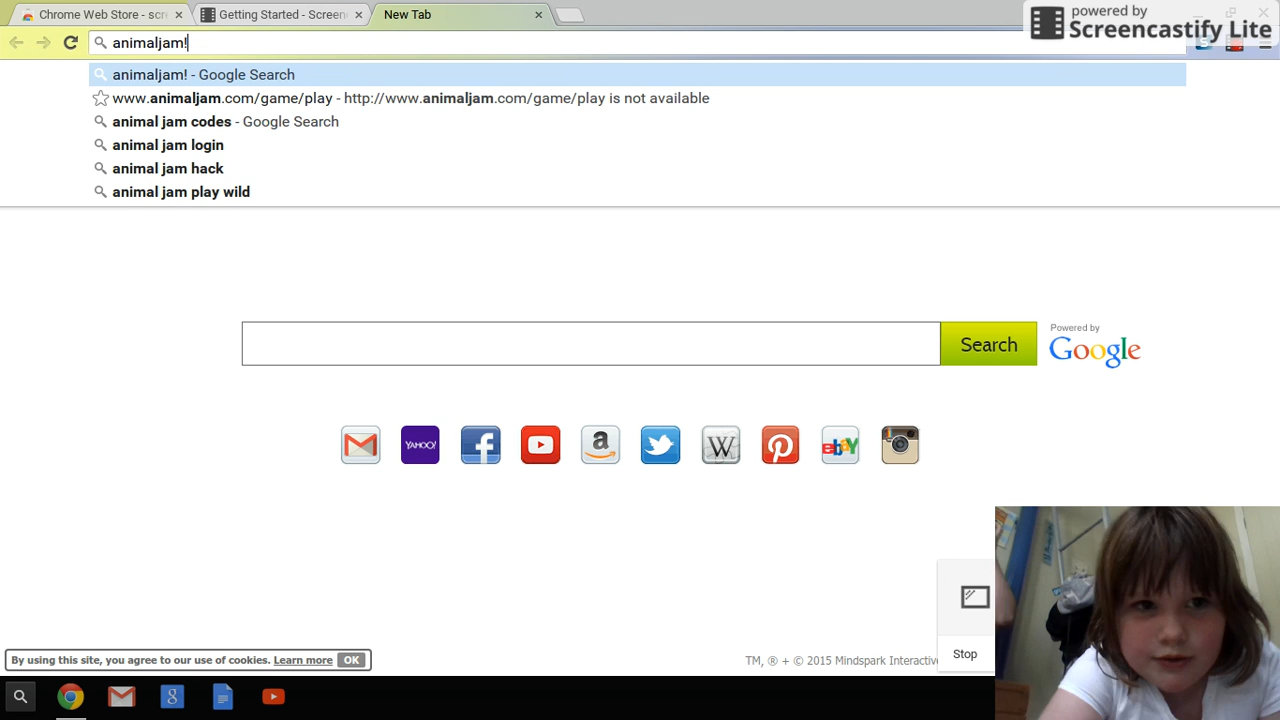 powered by
Screencastify Lite
Chrome Web Store - scr
Getting Started - Screen
New Tab
animaljam!
animaljam! - Google Search
www.animaljam.com/game/play - http://www.animaljam.com/game/play is not available
animal jam codes - Google Search
animal jam login
animal jam hack
animal jam play wild
Search
Powered by
Google
YAHOO!
f
a
W
ebay
By using this site, you agree to our use of cookies. Learn more OK
TM, ® + © 2015 Mindspark Interactive
Stop
g